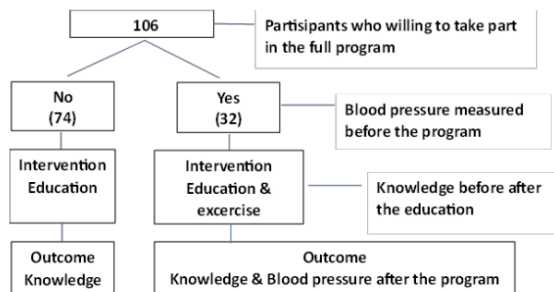 106
Partisipants who willing to take part
in the full program
No
(74)
Yes
(32)
Blood pressure measured
before the program
Intervention
Education
Intervention
Education &
excercise
Knowledge before after
the education
Outcome
Knowledge
Outcome
Knowledge & Blood pressure after the program